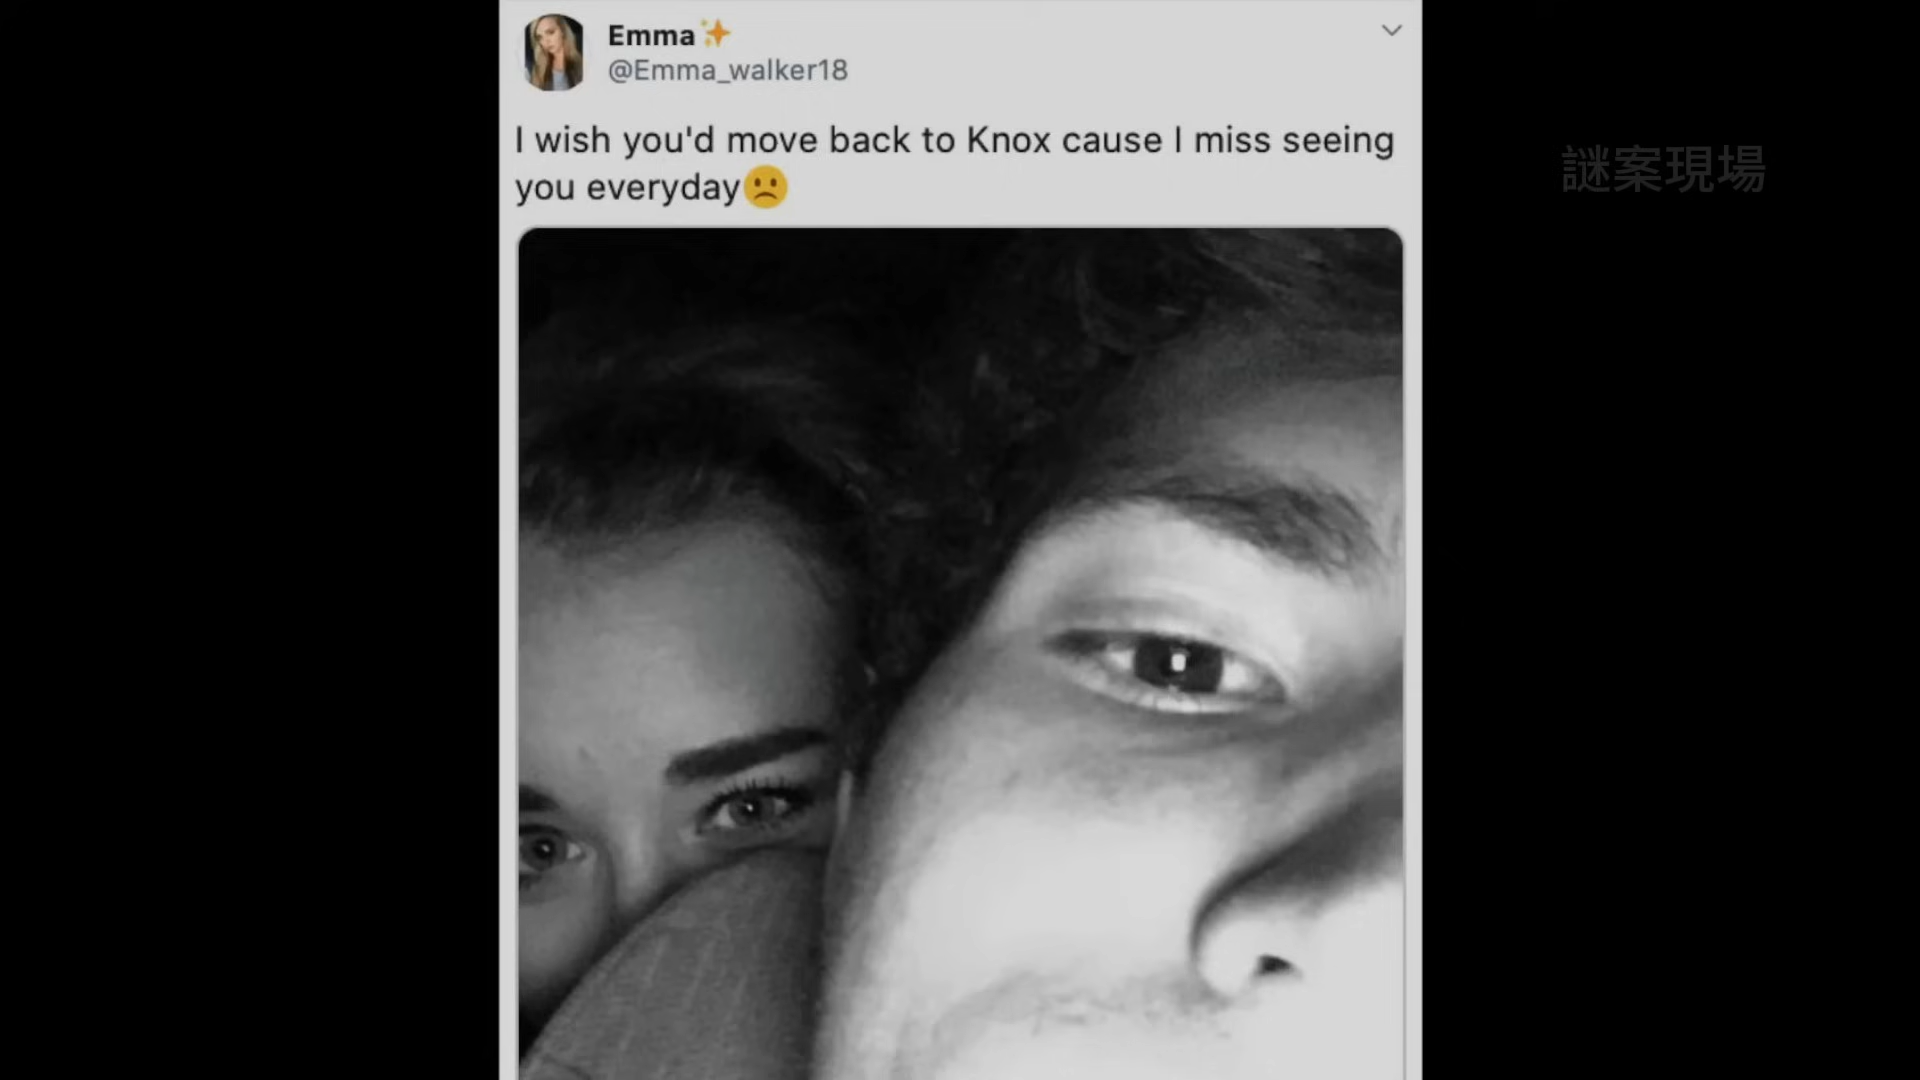 Emma✨
@Emma_walker18
I wish you'd move back to Knox cause I miss seeing
you everyday🙁
謎案現場